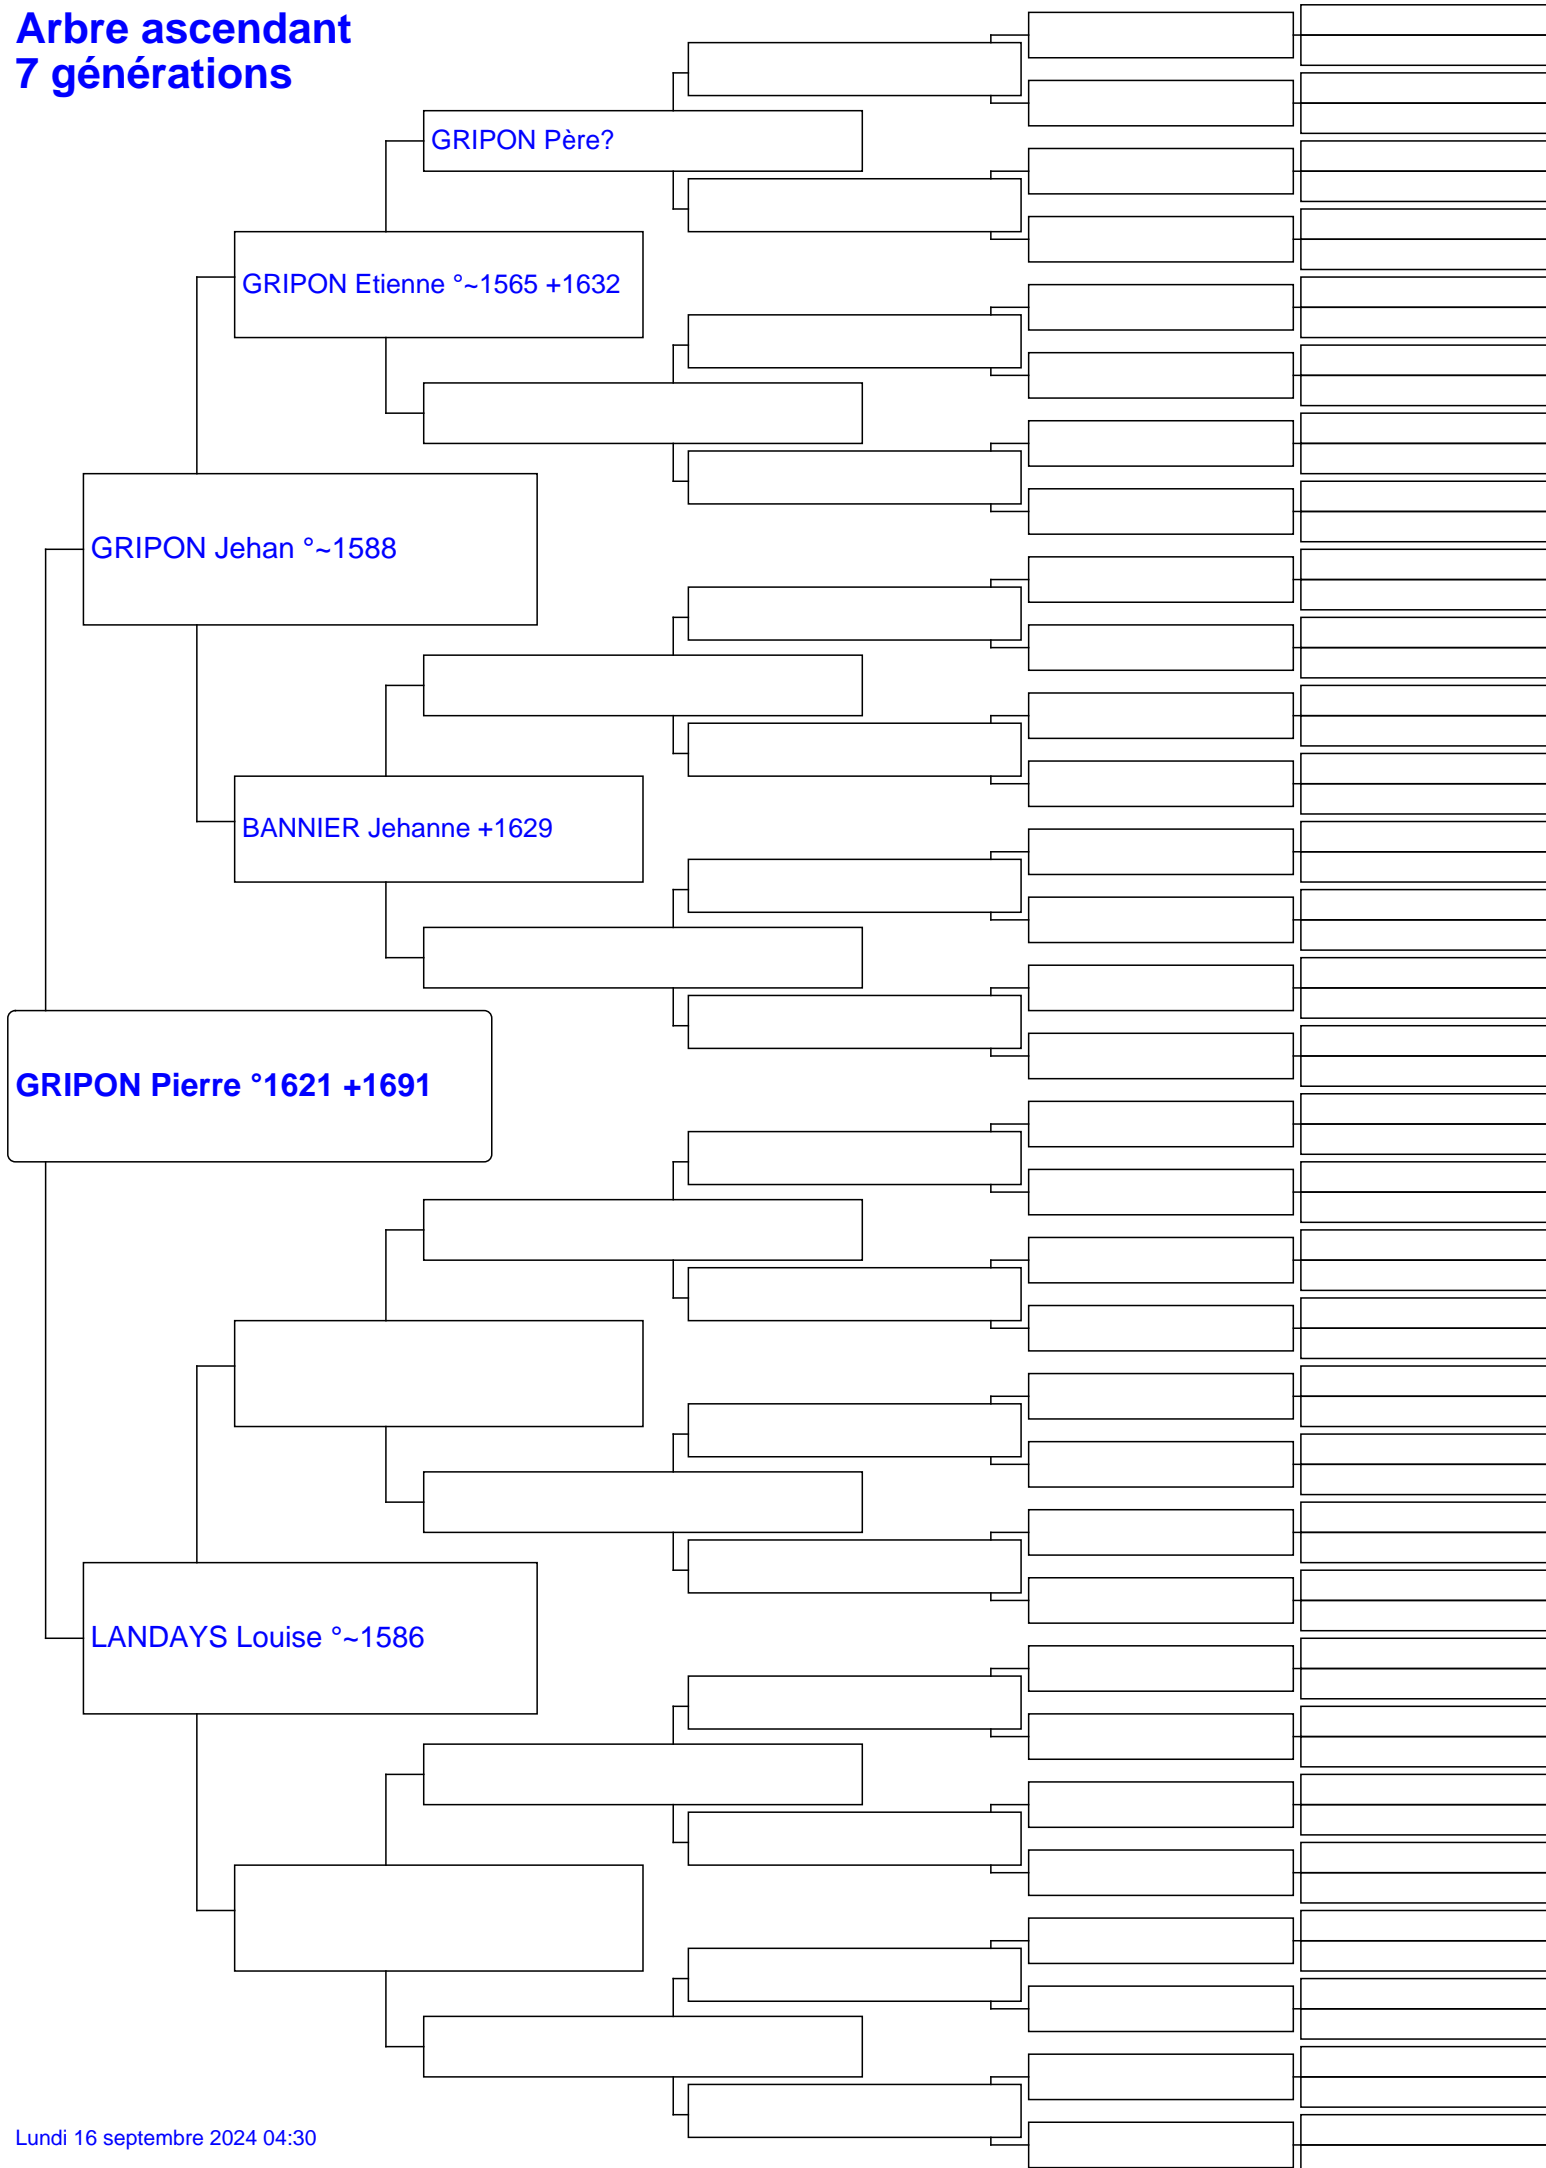 Arbre ascendant
7 générations
GRIPON Père?
GRIPON Etienne °~1565 +1632
GRIPON Jehan °~1588
BANNIER Jehanne +1629
GRIPON Pierre °1621 +1691
LANDAYS Louise °~1586
Lundi 16 septembre 2024 04:30